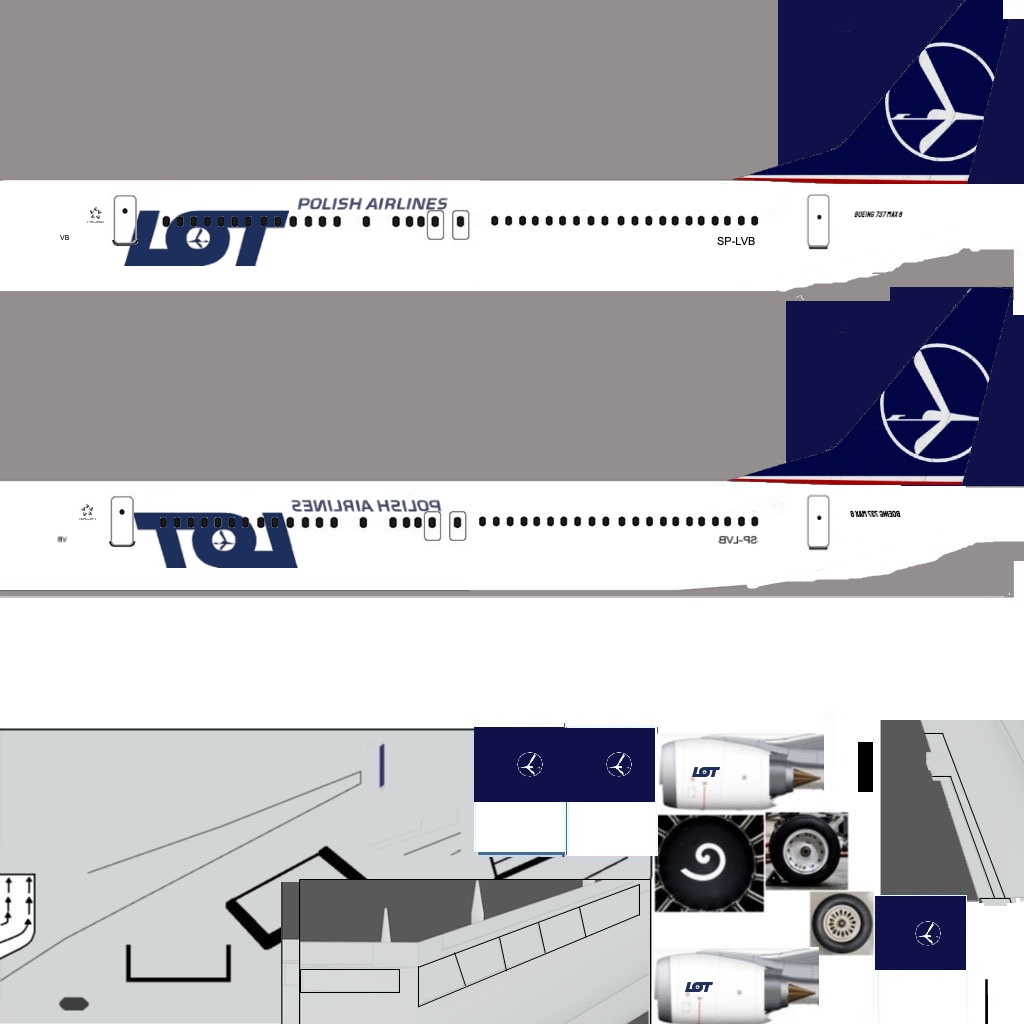 POLISH AIRLINES
LOT
BOEING 737 MAX 8
VB
SP-LVB
POLISH AIRLINES
LOT
BOEING 737 MAX 8
VB
SP-LVB
LOT
LOT